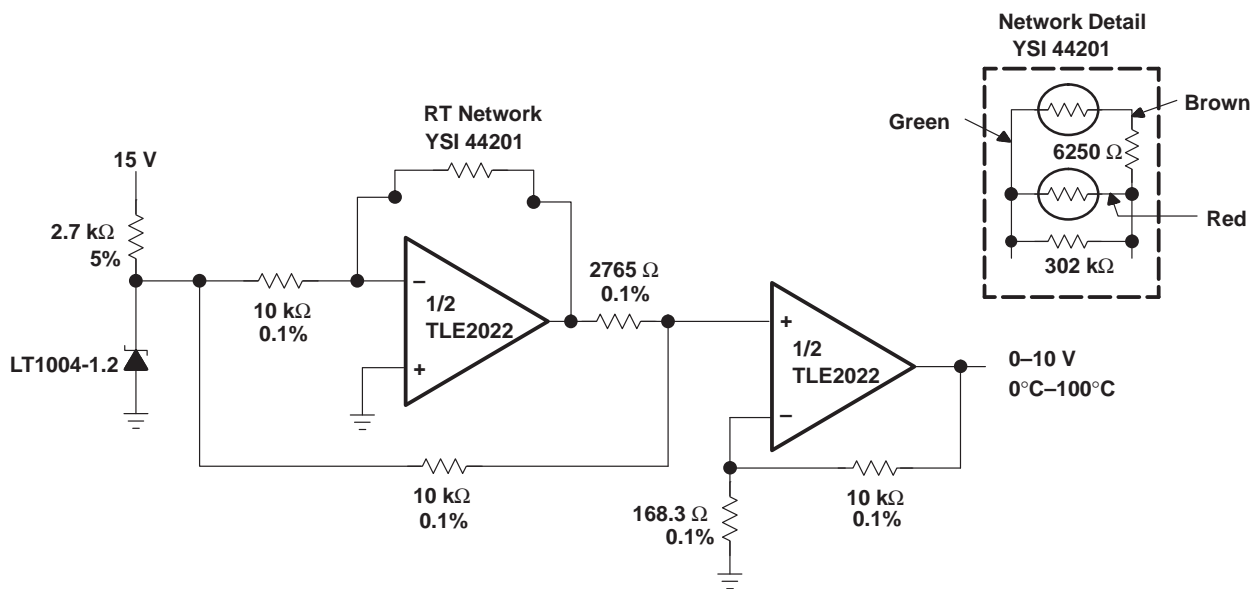 Network Detail
YSI 44201
Green
Brown
6250 Ω
Red
302 kΩ
RT Network
YSI 44201
15 V
2.7 kΩ
5%
LT1004-1.2
10 kΩ
0.1%
−
1/2
TLE2022
+
2765 Ω
0.1%
10 kΩ
0.1%
+
1/2
TLE2022
−
168.3 Ω
0.1%
10 kΩ
0.1%
0–10 V
0°C–100°C